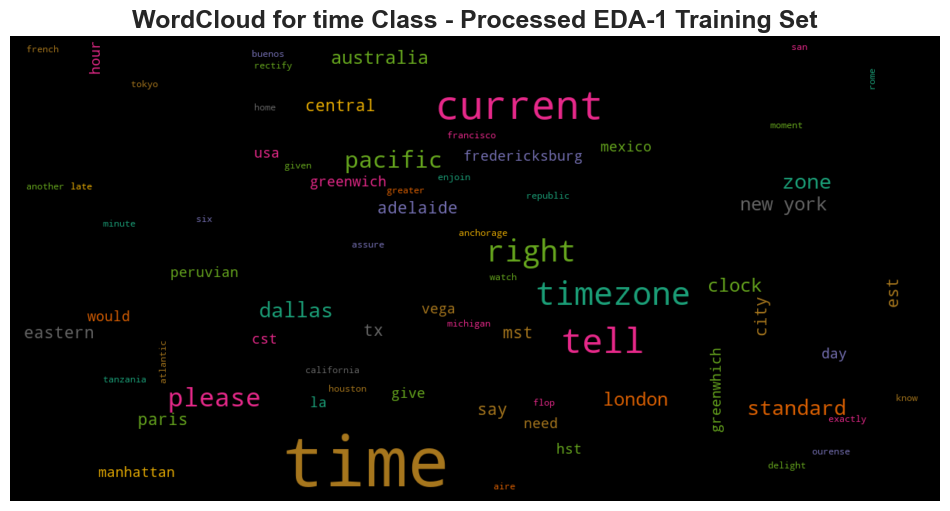 WordCloud for time Class - Processed EDA-1 Training Set
french
hour
buenos
rectify
australia
san
tokyo
rome
home
central
current
moment
francisco
usa
given
pacific
fredericksburg
mexico
another
late
greenwich
greater
enjoin
republic
zone
new york
adelaide
minute
six
assure
anchorage
right
watch
peruvian
timezone
clock
est
would
dallas
vega
city
eastern
cst
tx
michigan
mst
tell
day
atlantic
tanzania
california
houston
please
la
give
flop
london
greenwhich
standard
know
exactly
paris
say
need
time
hst
ourense
delight
manhattan
aire